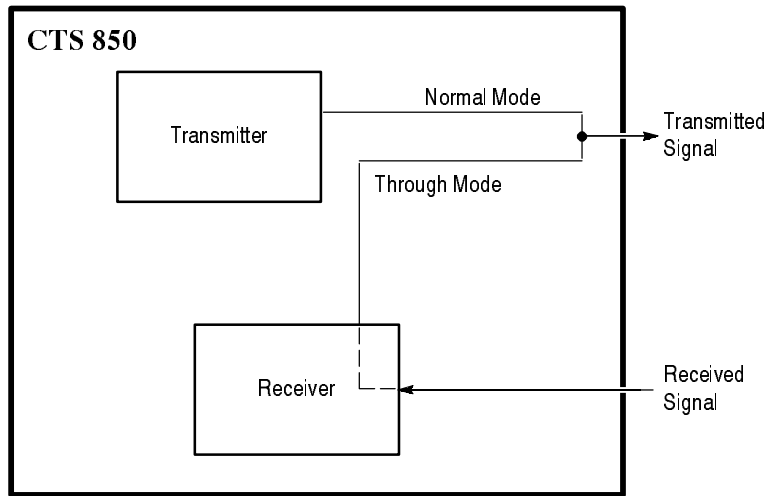 CTS 850
Normal Mode
Transmitter
Transmitted
Signal
Through Mode
Receiver
Received
Signal